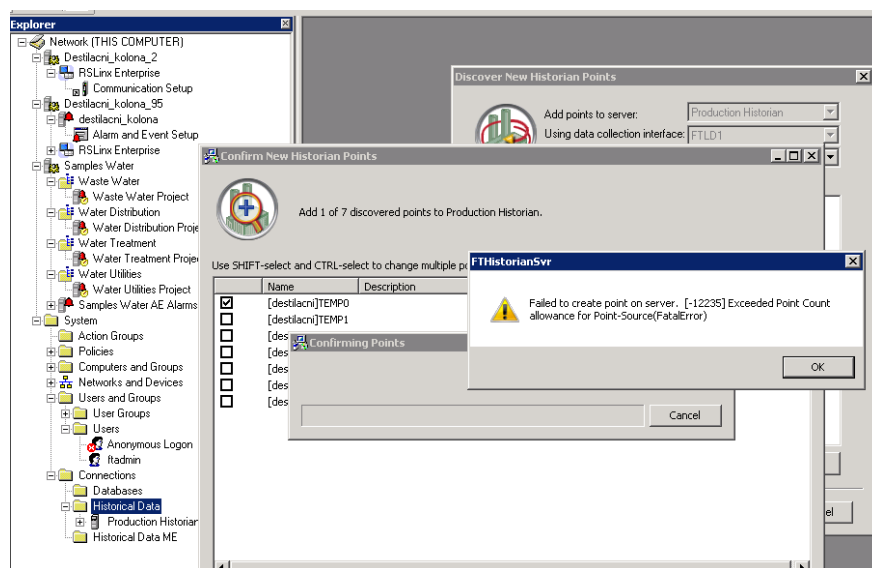 Explorer
Network (THIS COMPUTER)
Destilacni_kolona_2
RSLinx Enterprise
Communication Setup
Destilacni_kolona_95
destilacni_kolona
Alarm and Event Setup
RSLinx Enterprise
Samples Water
Waste Water
Waste Water Project
Water Distribution
Water Distribution Proje
Water Treatment
Water Treatment Proje
Water Utilities
Water Utilities Project
Samples Water AE Alarms
System
Action Groups
Policies
Computers and Groups
Networks and Devices
Users and Groups
User Groups
Users
Anonymous Logon
ftadmin
Connections
Databases
Historical Data
Production Historian
Historical Data ME
Discover New Historian Points
Add points to server: Production Historian
Using data collection interface: FTLD1
Confirm New Historian Points
Add 1 of 7 discovered points to Production Historian.
Use SHIFT-select and CTRL-select to change multiple po
Name Description
[destilacni]TEMP0
[destilacni]TEMP1
[des
[des
[des
[des
[des
Confirming Points
Cancel
FTHistorianSvr
Failed to create point on server. [-12235] Exceeded Point Count
allowance for Point-Source(FatalError)
OK
el